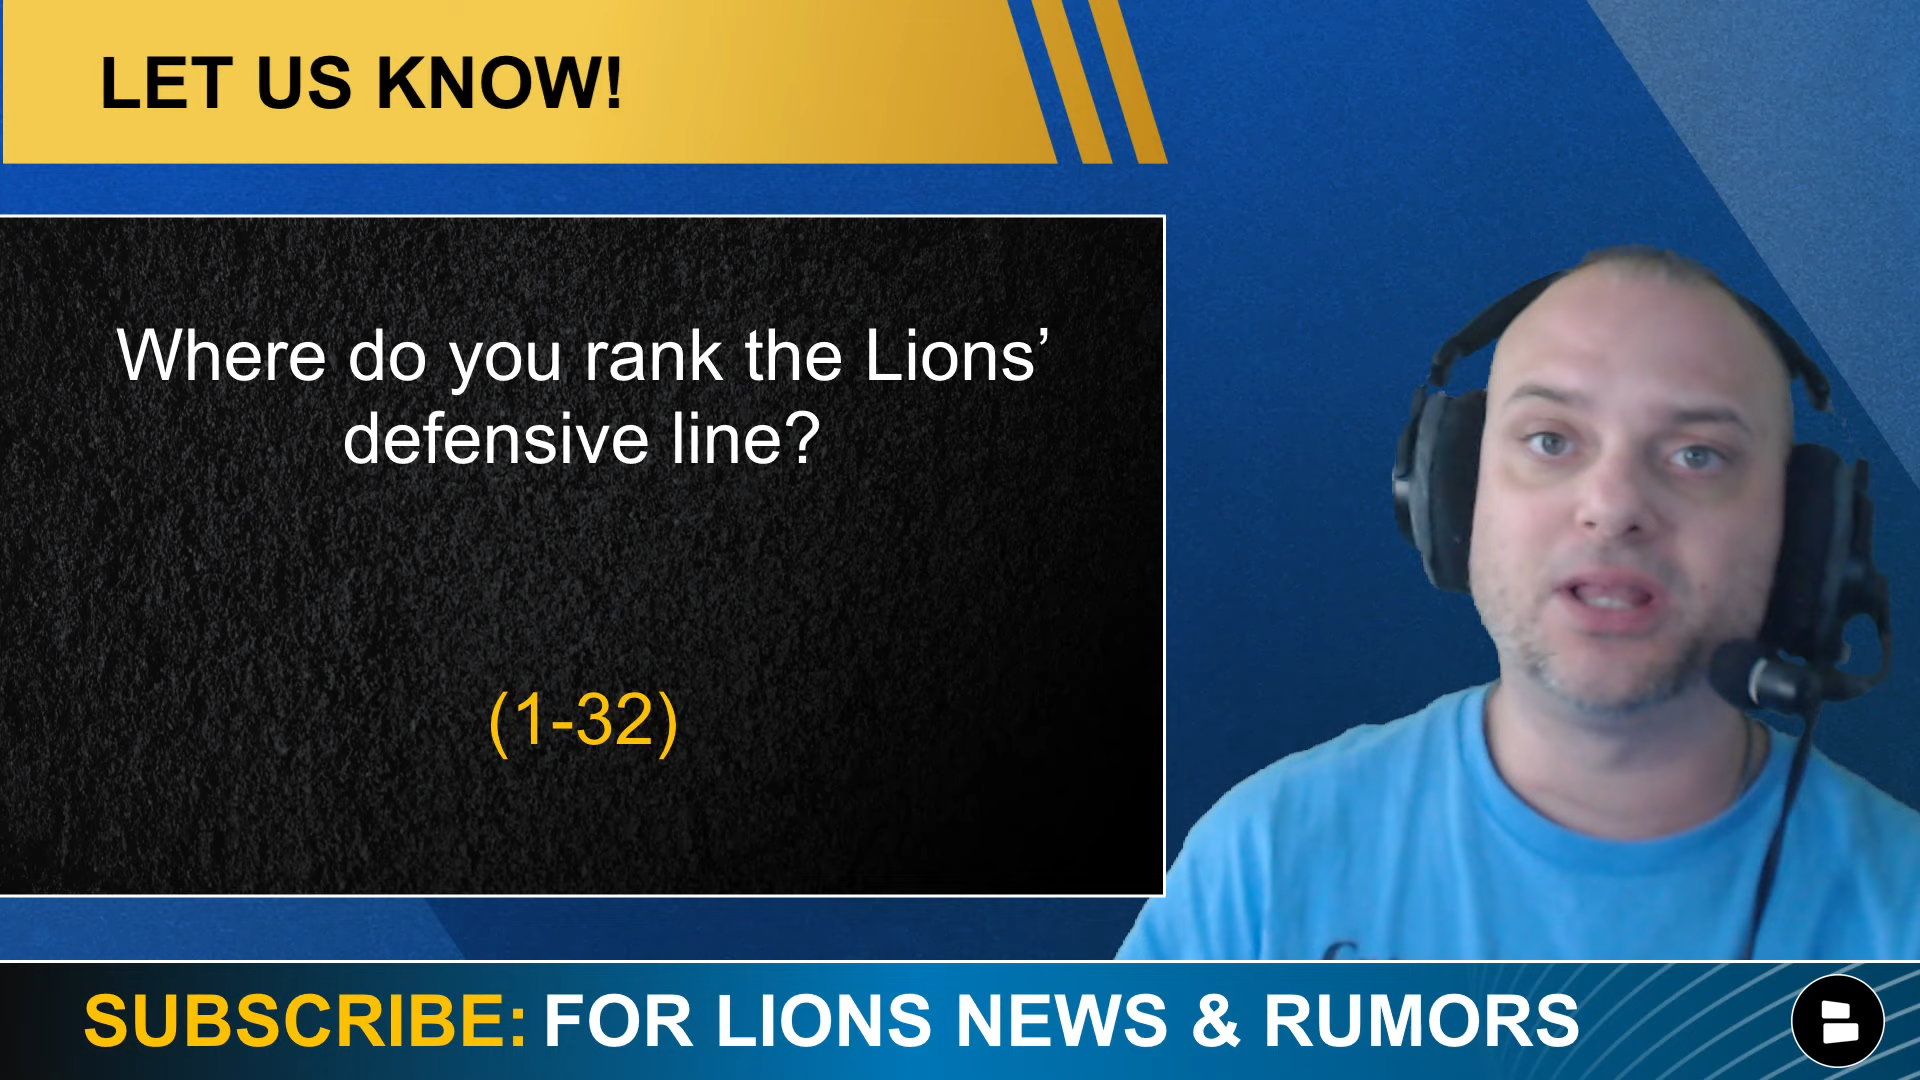 LET US KNOW!
Where do you rank the Lions’
defensive line?
(1-32)
SUBSCRIBE: FOR LIONS NEWS & RUMORS